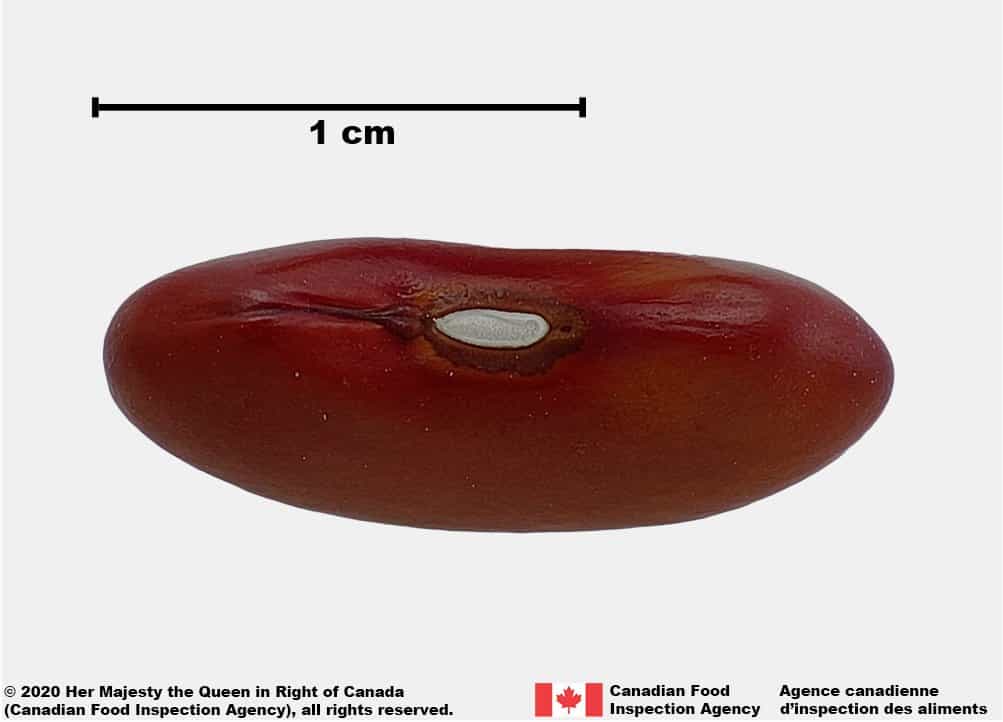 1 cm
© 2020 Her Majesty the Queen in Right of Canada
(Canadian Food Inspection Agency), all rights reserved.
Canadian Food
Inspection Agency
Agence canadienne
d’inspection des aliments